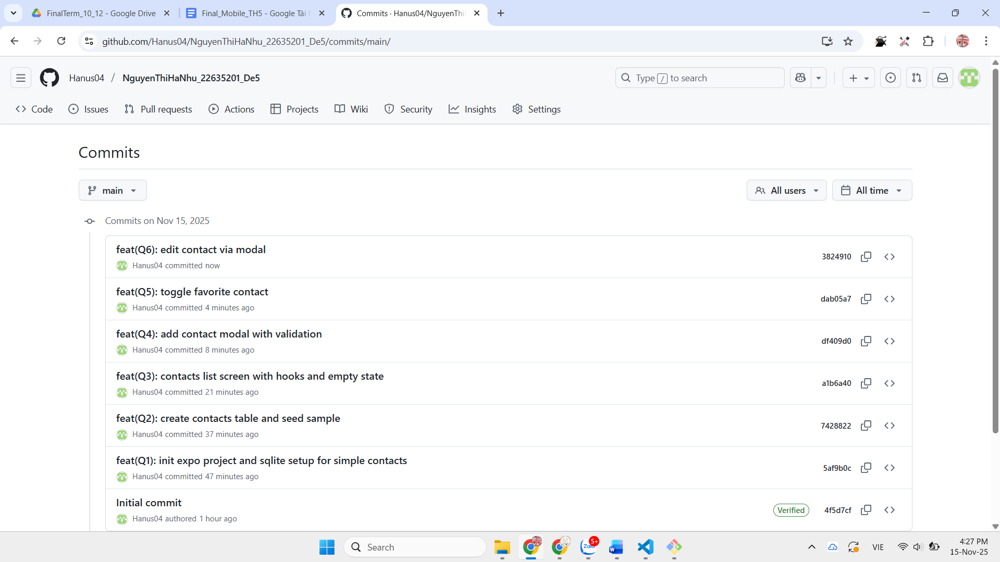 FinalTerm_10_12 - Google Drive
Final_Mobile_TH5 - Google Tài
Commits · Hanus04/NguyenThi
github.com/Hanus04/NguyenThiHaNhu_22635201_De5/commits/main/
Hanus04 / NguyenThiHaNhu_22635201_De5
Type / to search
Code
Issues
Pull requests
Actions
Projects
Wiki
Security
Insights
Settings
Commits
main
All users
All time
Commits on Nov 15, 2025
feat(Q6): edit contact via modal
Hanus04 committed now
3824910
feat(Q5): toggle favorite contact
Hanus04 committed 4 minutes ago
dab05a7
feat(Q4): add contact modal with validation
Hanus04 committed 8 minutes ago
df409d0
feat(Q3): contacts list screen with hooks and empty state
Hanus04 committed 21 minutes ago
a1b6a40
feat(Q2): create contacts table and seed sample
Hanus04 committed 37 minutes ago
7428822
feat(Q1): init expo project and sqlite setup for simple contacts
Hanus04 committed 47 minutes ago
5af9b0c
Initial commit
Hanus04 authored 1 hour ago
Verified
4f5d7cf
Search
Zalo
5+
VIE
4:27 PM
15-Nov-25